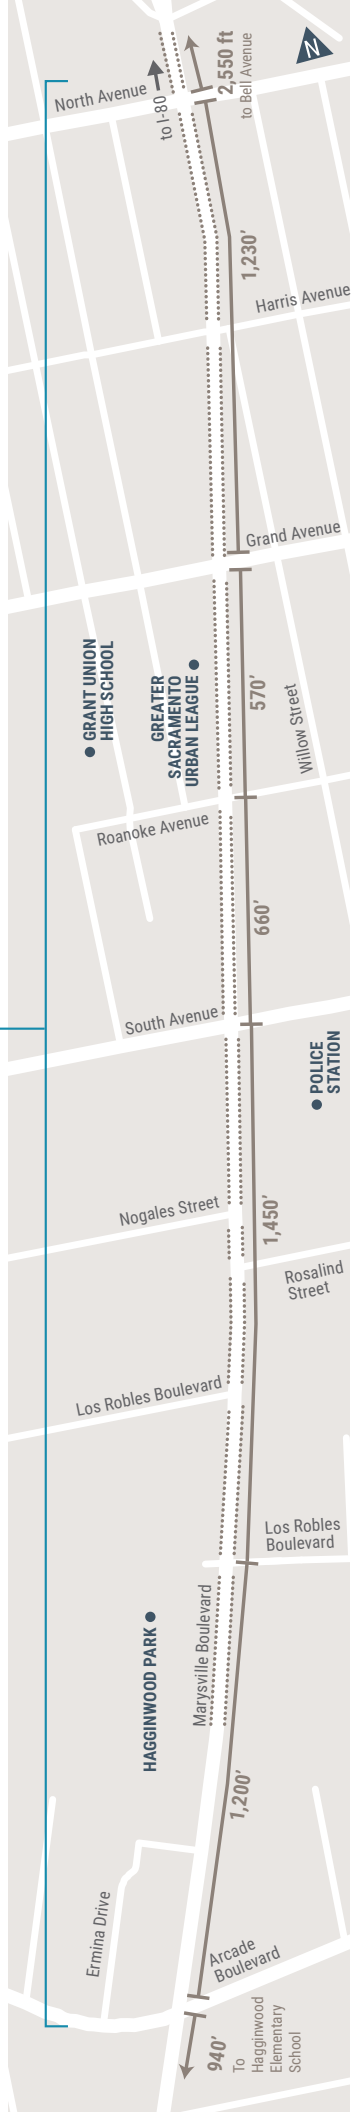 2,550 ft
to Bell Avenue
N
North Avenue
to I-80
1,230’
Harris Avenue
Grand Avenue
GRANT UNION
HIGH SCHOOL
GREATER
SACRAMENTO
URBAN LEAGUE
570’
Willow Street
Roanoke Avenue
660’
South Avenue
POLICE
STATION
Nogales Street
1,450’
Rosalind
Street
Los Robles Boulevard
Los Robles
Boulevard
HAGGINWOOD PARK
Marysville Boulevard
1,200’
Ermina Drive
Arcade
Boulevard
940’
To
Hagginwood
Elementary
School